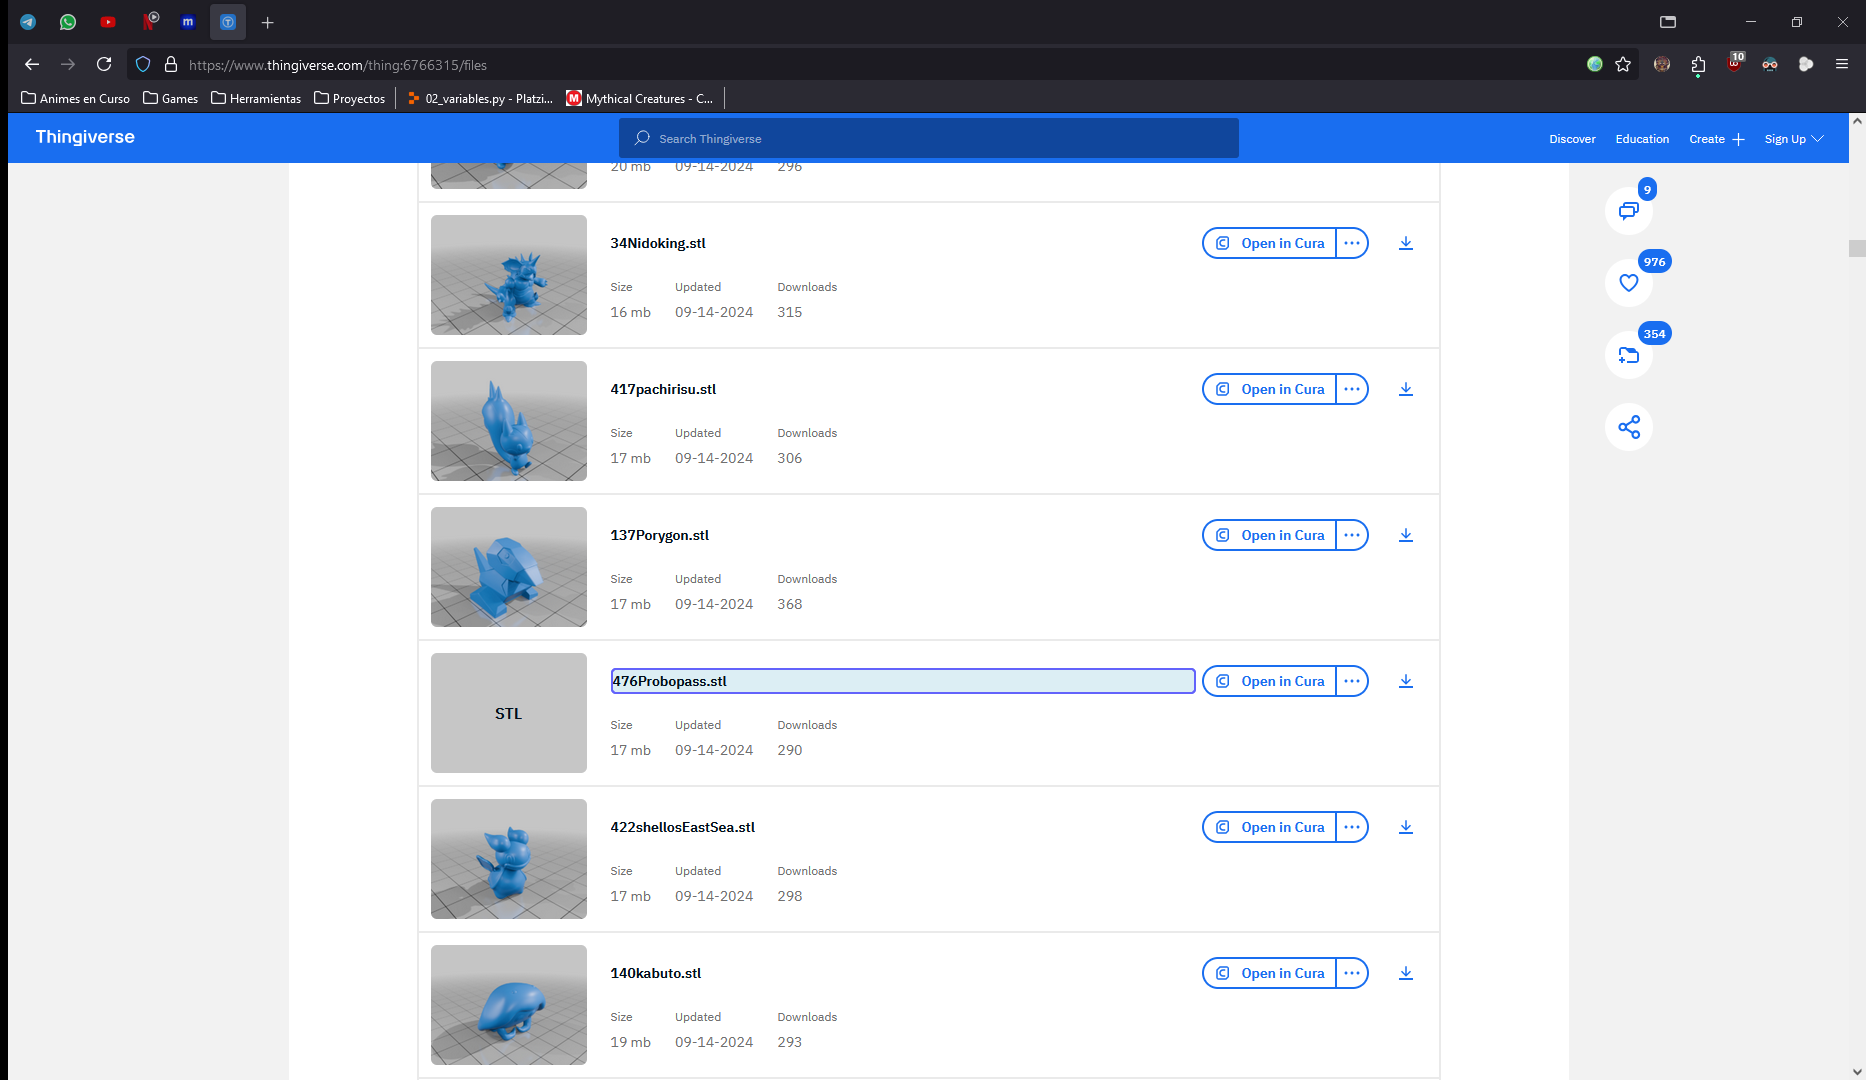 m
https://www.thingiverse.com/thing:6766315/files
10
Animes en Curso
Games
Herramientas
Proyectos
02_variables.py - Platzi...
Mythical Creatures - C...
Thingiverse
Search Thingiverse
Discover
Education
Create
Sign Up
20 mb 09-14-2024 296
34Nidoking.stl
Open in Cura
Size Updated Downloads
16 mb 09-14-2024 315
417pachirisu.stl
Open in Cura
Size Updated Downloads
17 mb 09-14-2024 306
137Porygon.stl
Open in Cura
Size Updated Downloads
17 mb 09-14-2024 368
STL
476Probopass.stl
Open in Cura
Size Updated Downloads
17 mb 09-14-2024 290
422shellosEastSea.stl
Open in Cura
Size Updated Downloads
17 mb 09-14-2024 298
140kabuto.stl
Open in Cura
Size Updated Downloads
19 mb 09-14-2024 293
9
976
354